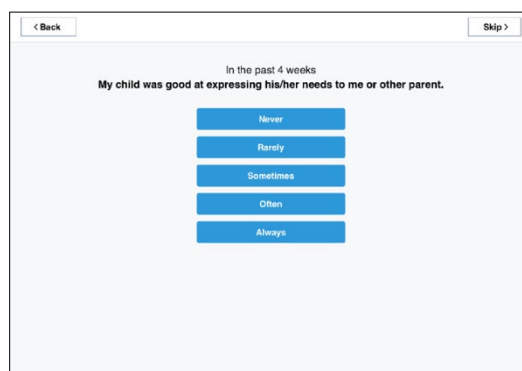 < Back
Skip >
In the past 4 weeks
My child was good at expressing his/her needs to me or other parent.
Never
Rarely
Sometimes
Often
Always